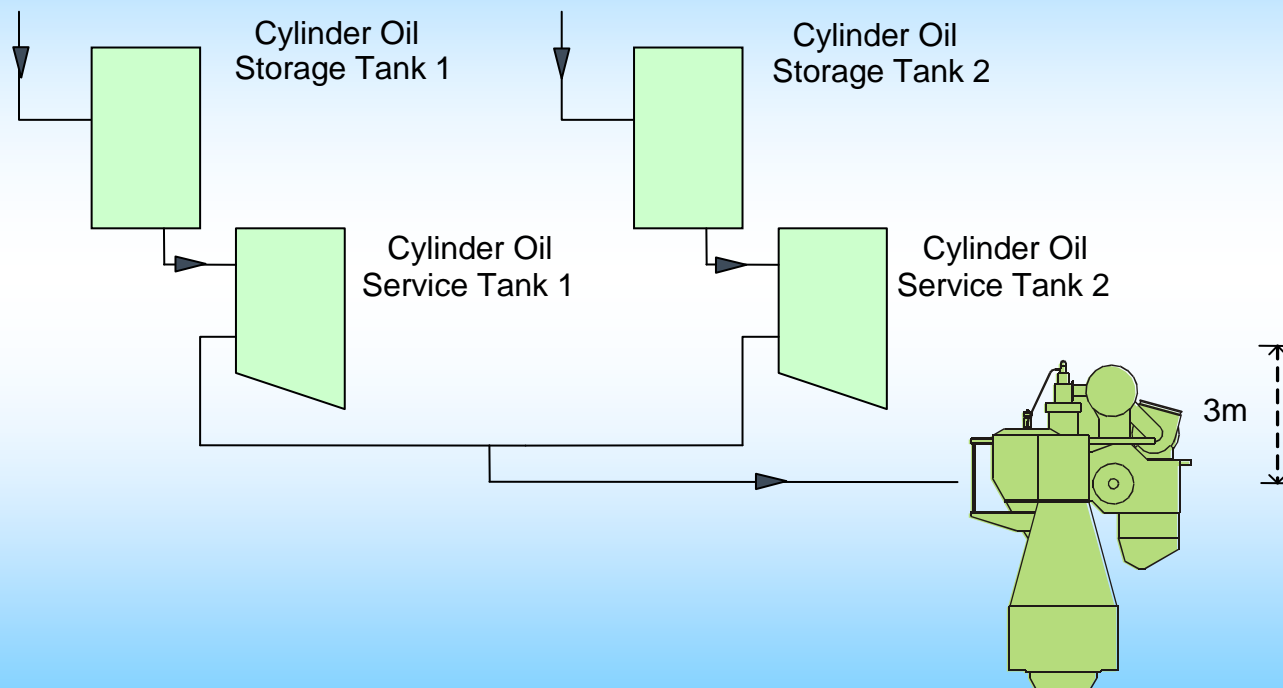 Cylinder Oil
Storage Tank 1
Cylinder Oil
Storage Tank 2
Cylinder Oil
Service Tank 1
Cylinder Oil
Service Tank 2
3m